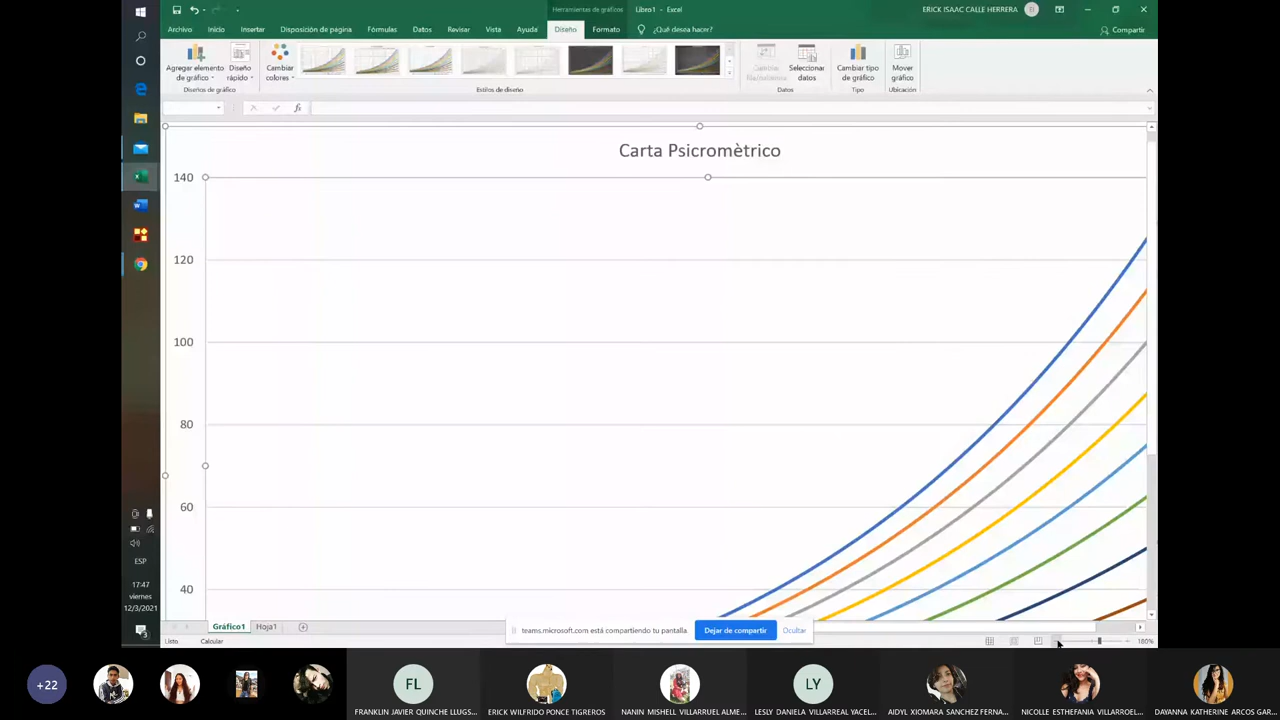 Herramientas de gráficos
Libro1 - Excel
ERICK ISAAC CALLE HERRERA
EI
Archivo
Inicio
Insertar
Disposición de página
Fórmulas
Datos
Revisar
Vista
Ayuda
Diseño
Formato
¿Qué desea hacer?
Compartir
Agregar elemento de gráfico
Diseño rápido
Cambiar colores
Seleccionar datos
Cambiar tipo de gráfico
Mover gráfico
Diseños de gráfico
Estilos de diseño
Datos
Tipo
Ubicación
fx
Carta Psicromètrico
140
120
100
80
60
40
ESP
17:47
viernes
12/3/2021
3
Gráfico1
Hoja1
Listo
Calcular
teams.microsoft.com está compartiendo tu pantalla.
Dejar de compartir
Ocultar
180%
+22
FL
LY
FRANKLIN JAVIER QUINCHE LLUGS...
ERICK WILFRIDO PONCE TIGREROS
NANIN MISHELL VILLARRUEL ALME...
LESLY DANIELA VILLARREAL YACEL...
AIDYL XIOMARA SANCHEZ FERNA...
NICOLLE ESTHEFANIA VILLARROEL...
DAYANNA KATHERINE ARCOS GAR...